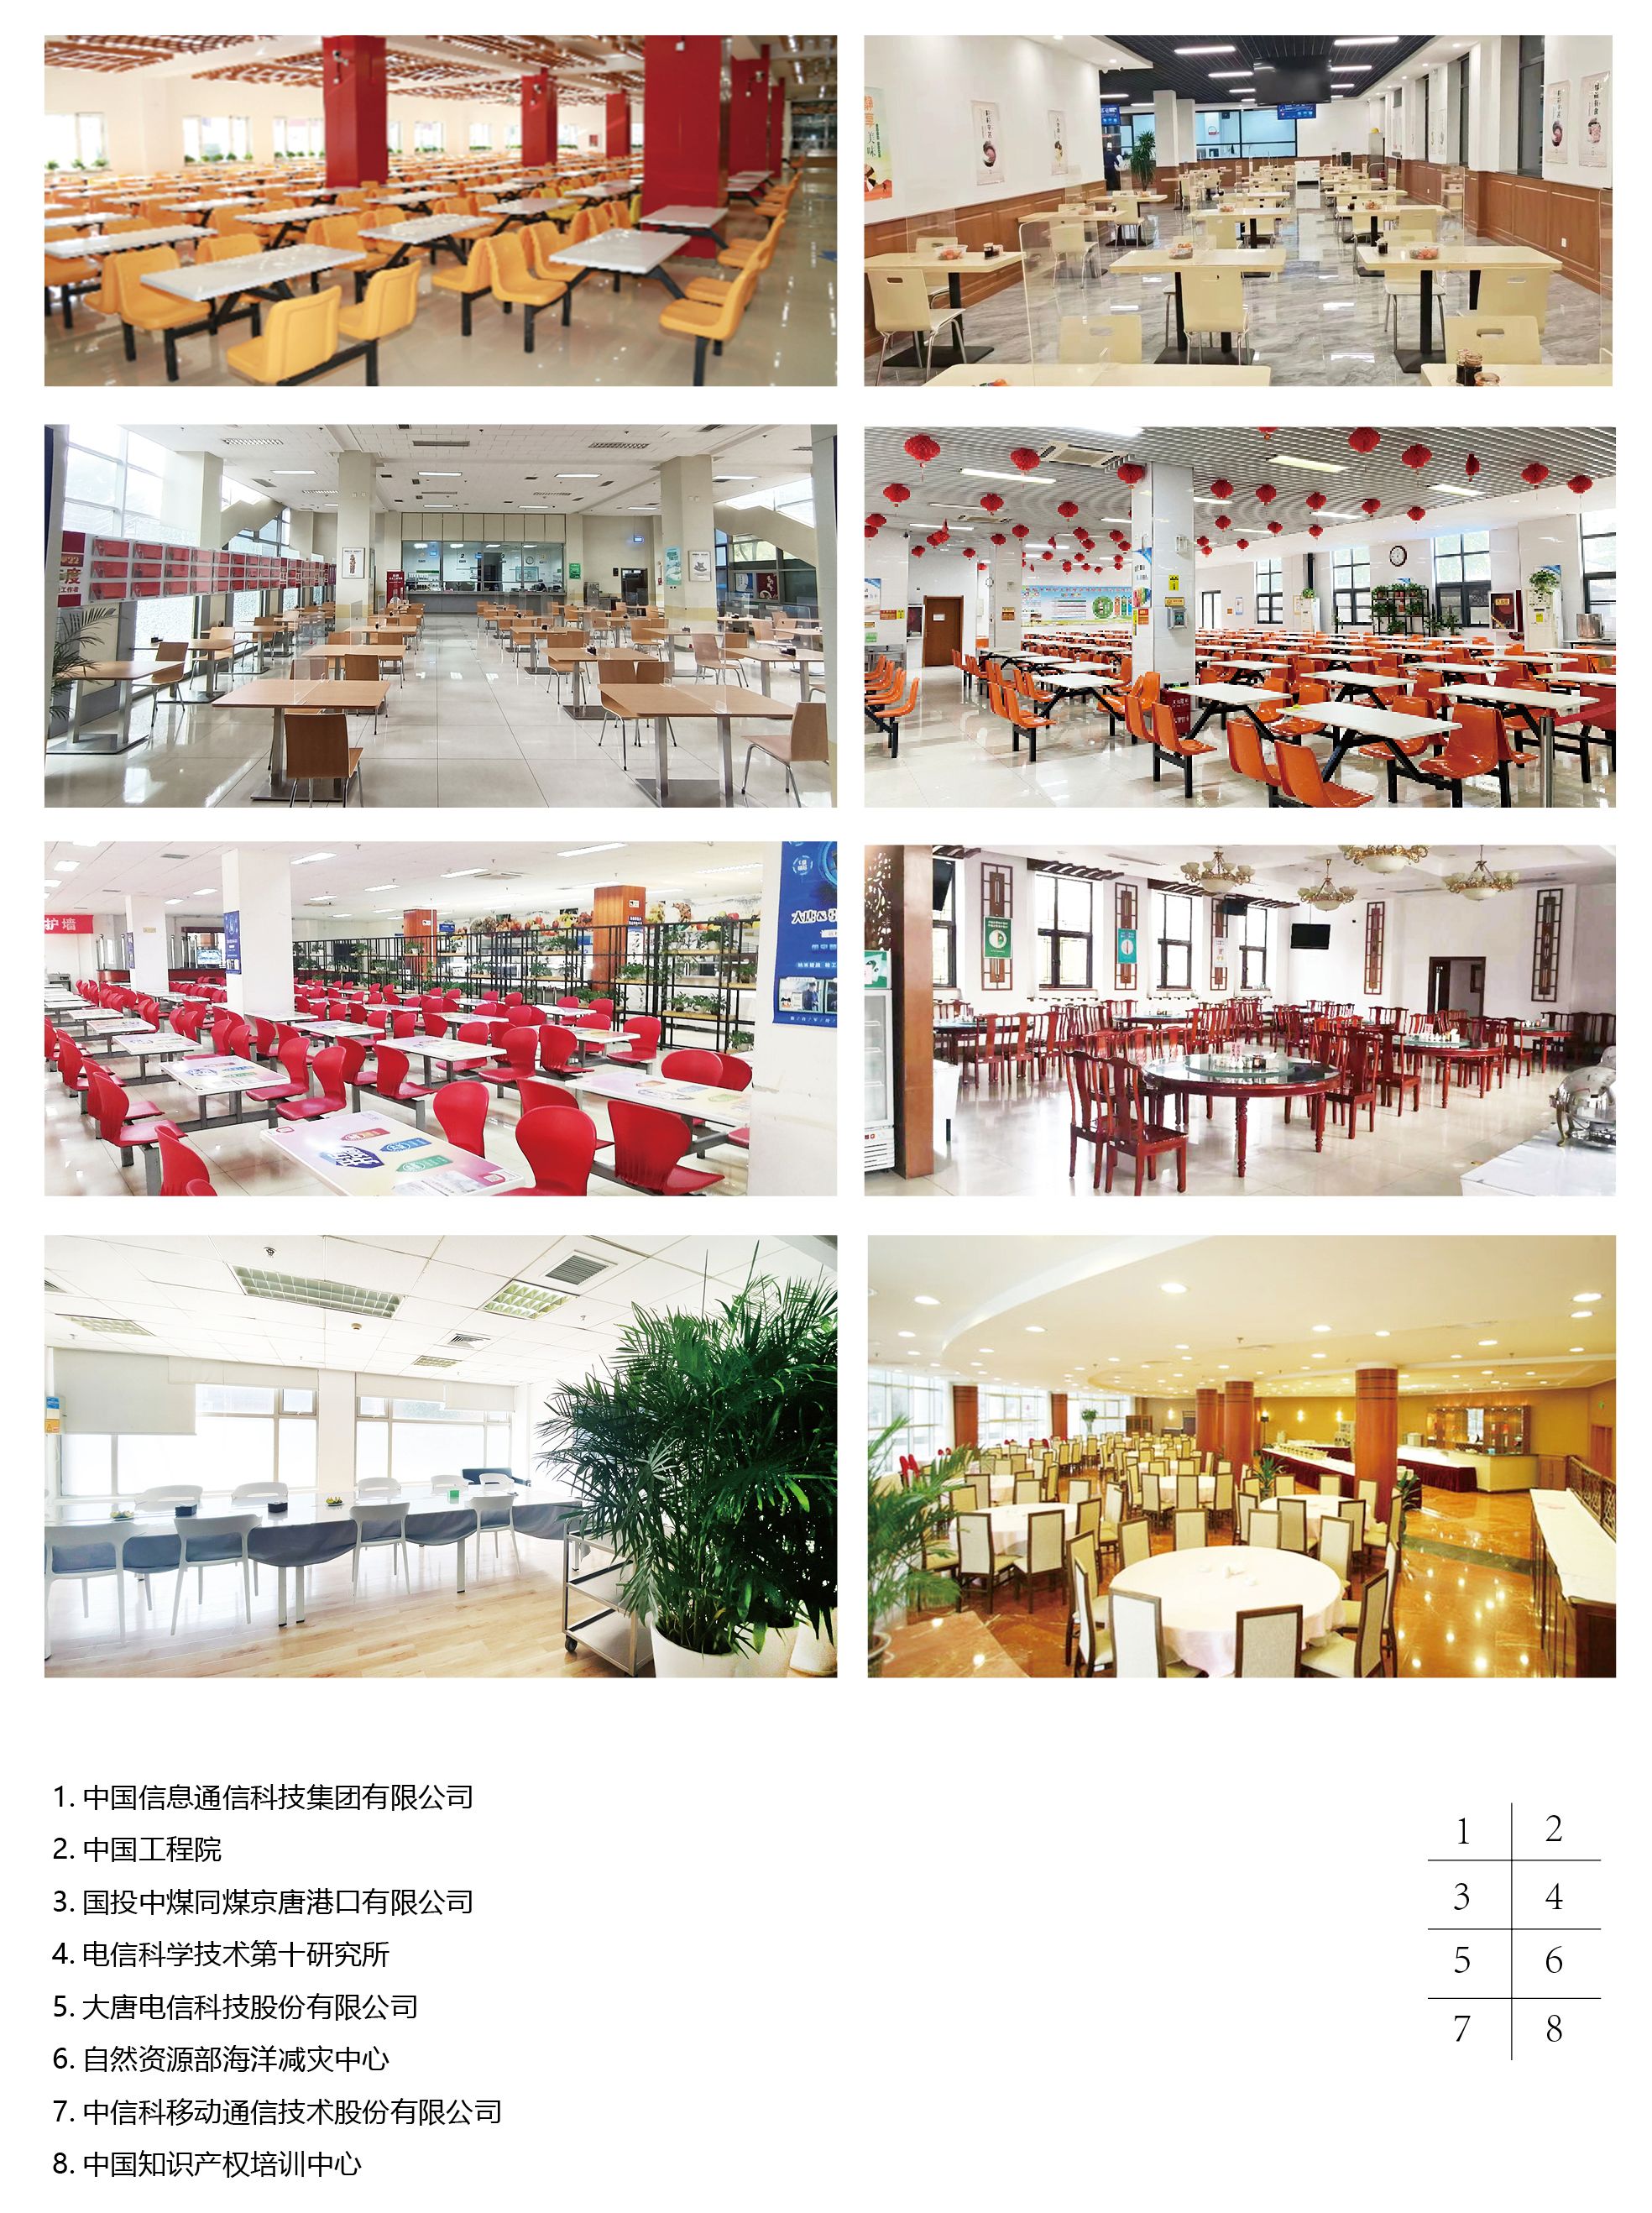 护墙
1. 中国信息通信科技集团有限公司
2. 中国工程院
3. 国投中煤同煤京唐港口有限公司
4. 电信科学技术第十研究所
5. 大唐电信科技股份有限公司
6. 自然资源部海洋减灾中心
7. 中信科移动通信技术股份有限公司
8. 中国知识产权培训中心
1 2
3 4
5 6
7 8